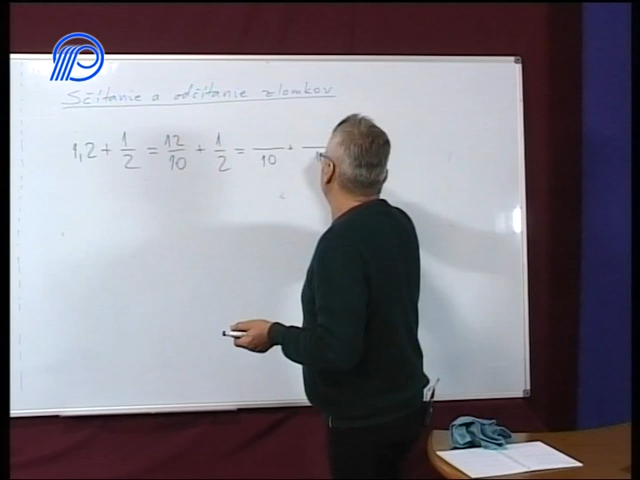 Sčítanie a odčítanie zlomkov
1,2 + 1/2 = 12/10 + 1/2 = —/10 + —